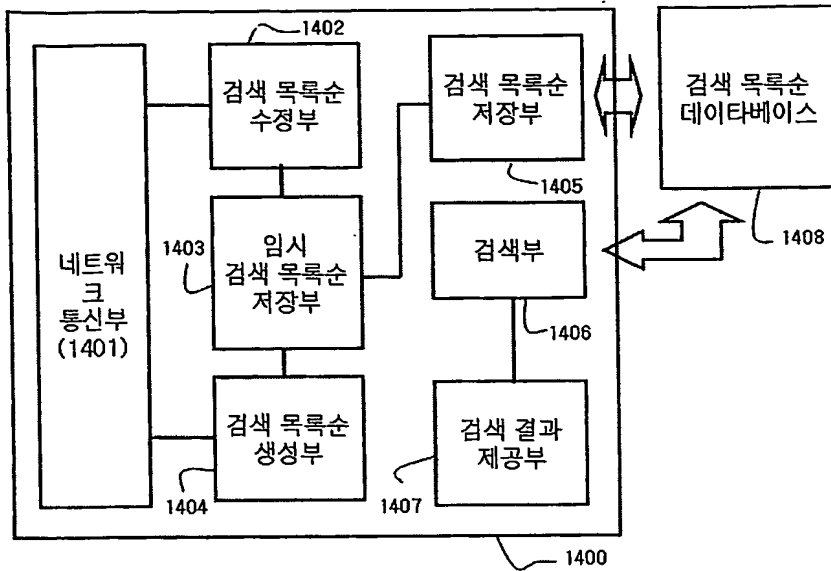 1402
검색 목록순
수정부
검색 목록순
저장부
1405
검색 목록순
데이타베이스
1408
네트워
크
통신부
(1401)
1403
임시
검색 목록순
저장부
검색부
1406
검색 목록순
생성부
1404
검색 결과
제공부
1407
1400